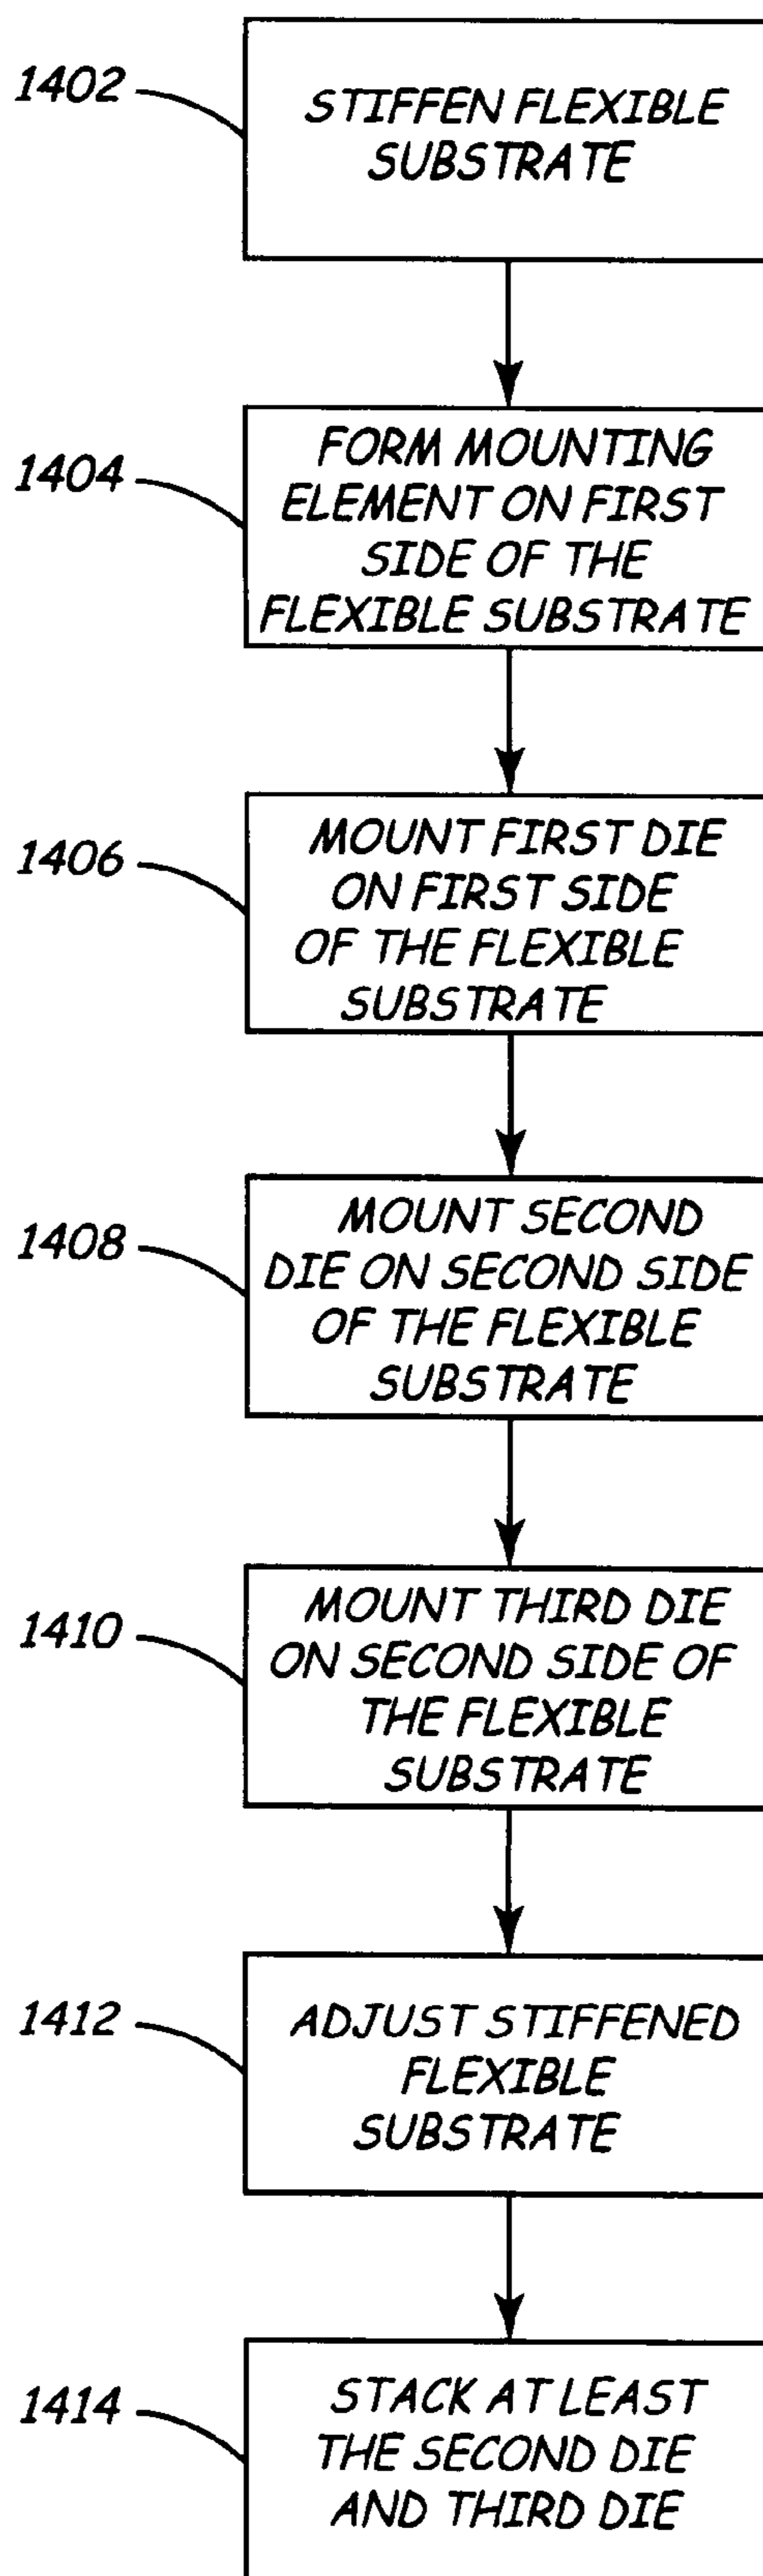 1402
STIFFEN FLEXIBLE
SUBSTRATE
1404
FORM MOUNTING
ELEMENT ON FIRST
SIDE OF THE
FLEXIBLE SUBSTRATE
1406
MOUNT FIRST DIE
ON FIRST SIDE
OF THE FLEXIBLE
SUBSTRATE
1408
MOUNT SECOND
DIE ON SECOND SIDE
OF THE FLEXIBLE
SUBSTRATE
1410
MOUNT THIRD DIE
ON SECOND SIDE OF
THE FLEXIBLE
SUBSTRATE
1412
ADJUST STIFFENED
FLEXIBLE
SUBSTRATE
1414
STACK AT LEAST
THE SECOND DIE
AND THIRD DIE